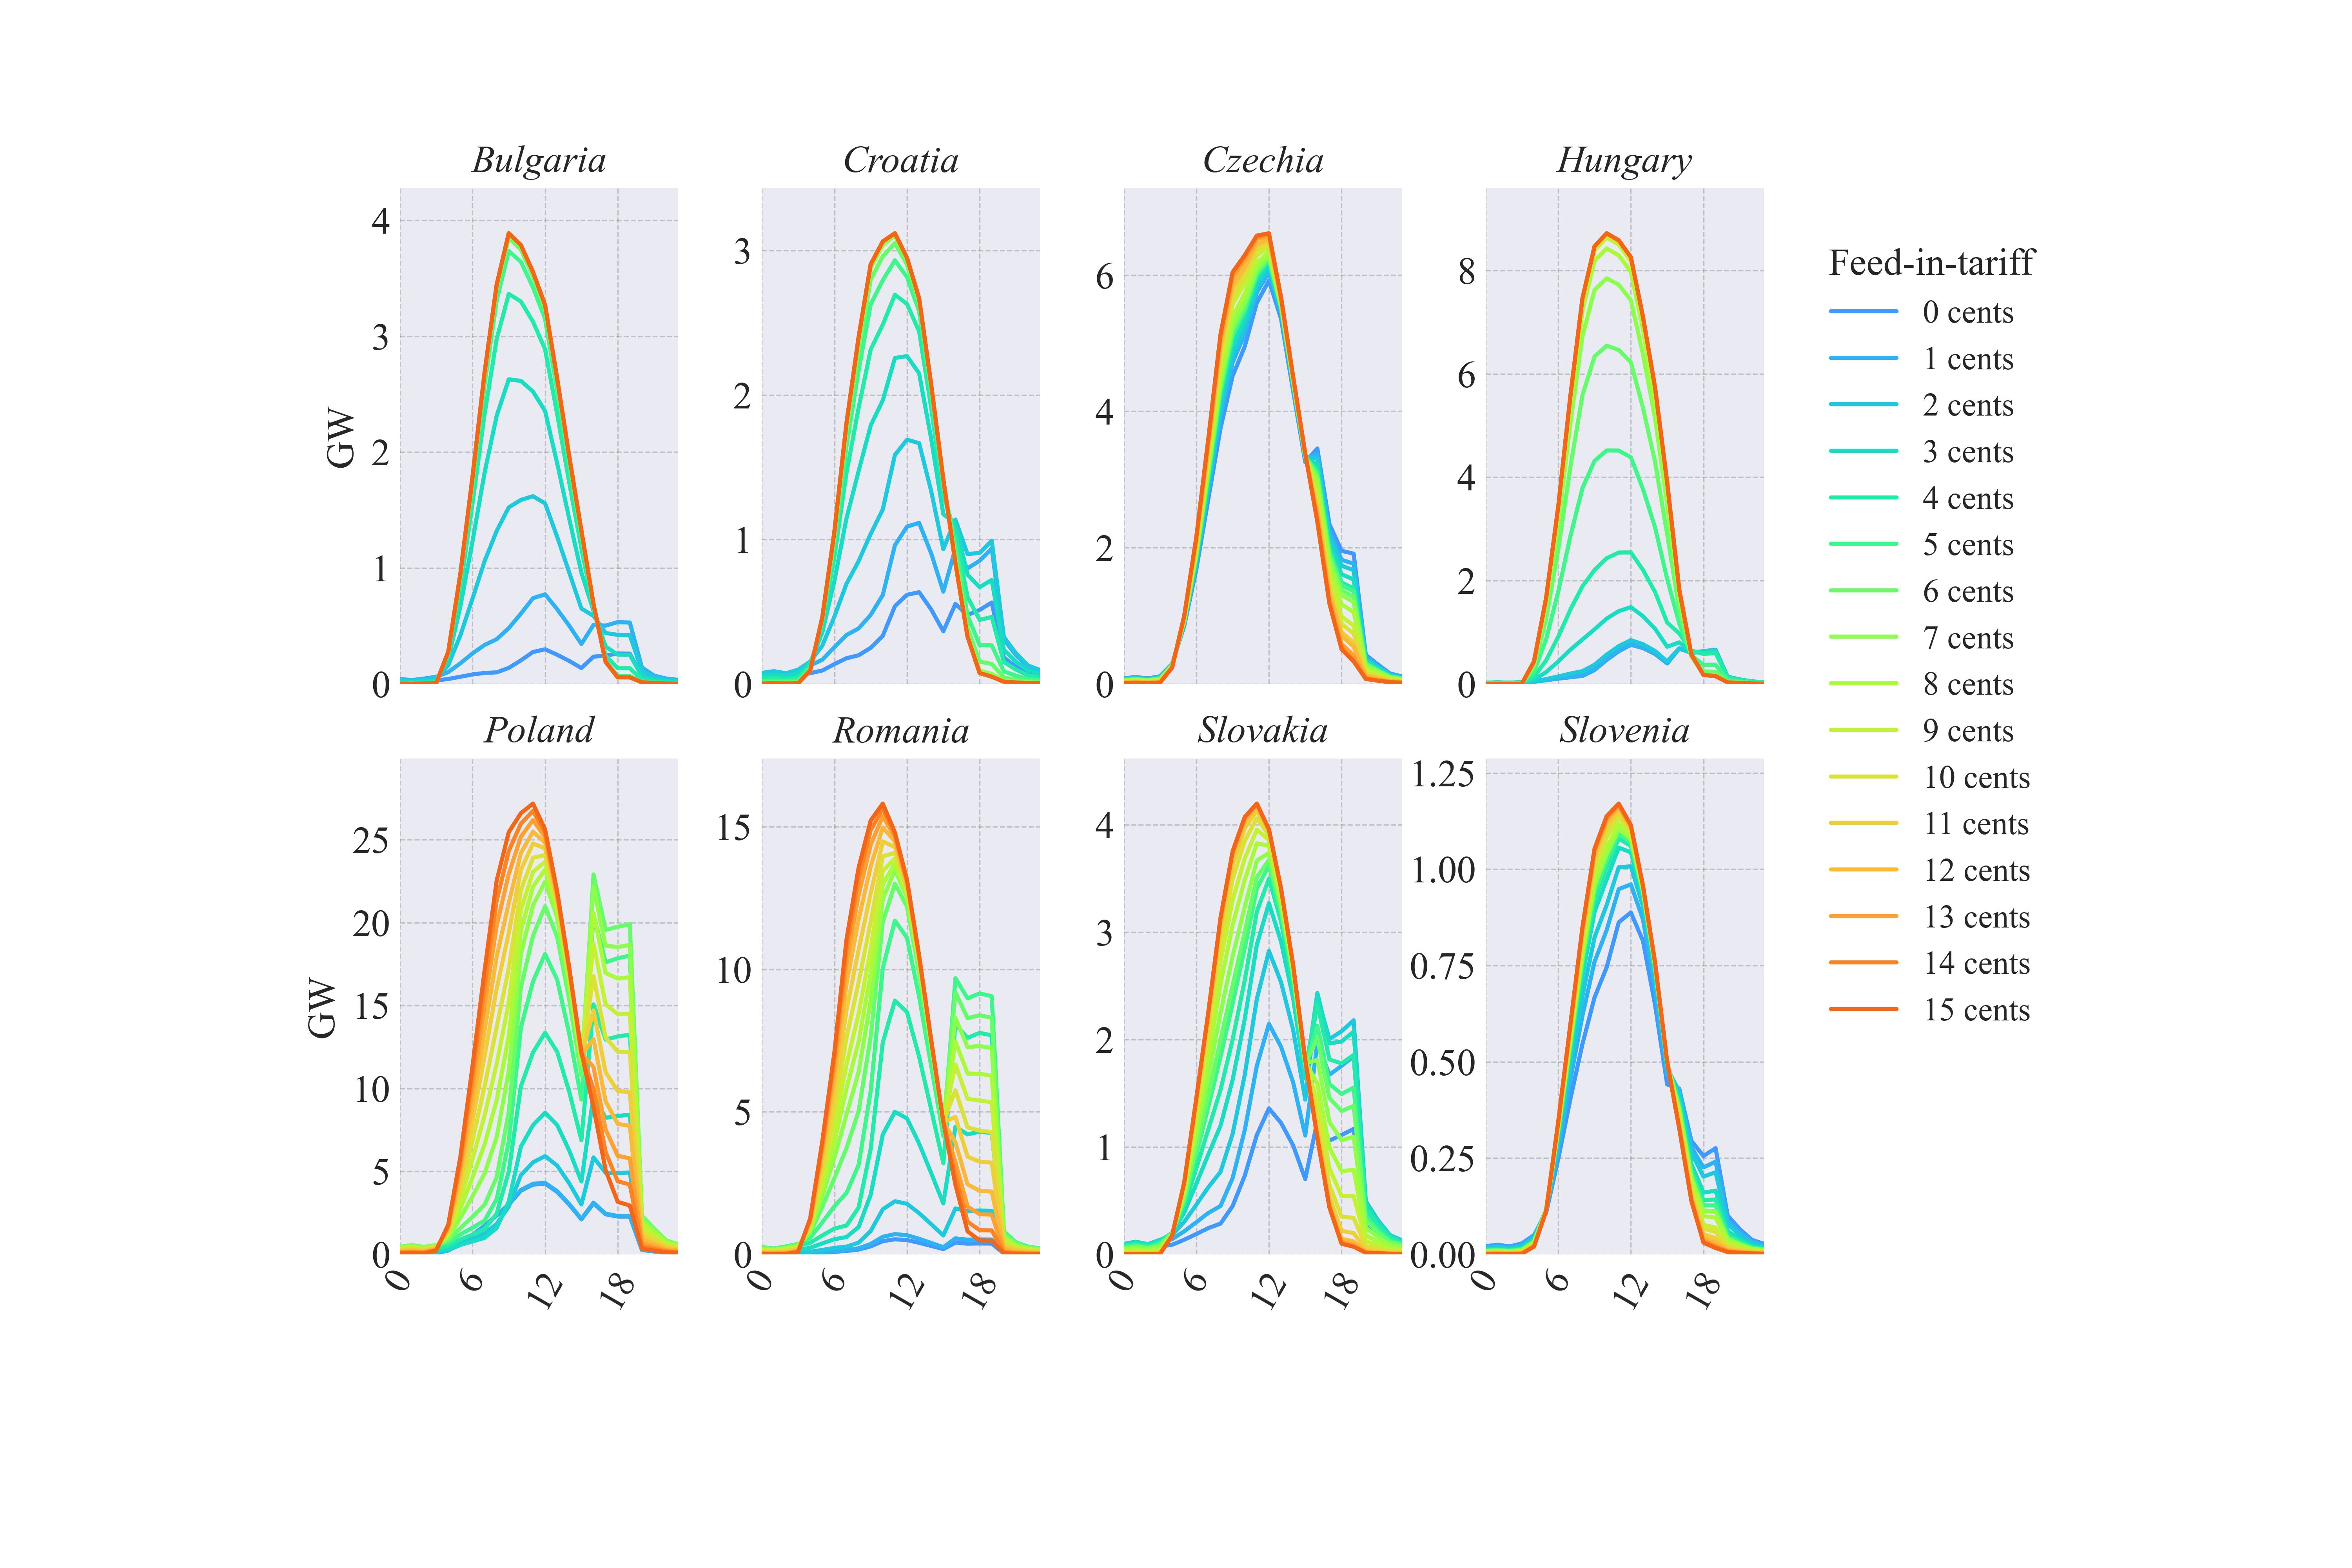 Bulgaria
Croatia
Czechia
Hungary
GW
4
3
2
1
0
3
2
1
0
6
4
2
0
8
6
4
2
0
Poland
Romania
Slovakia
Slovenia
GW
25
20
15
10
5
0
15
10
5
0
4
3
2
1
0
1.25
1.00
0.75
0.50
0.25
0.00
0 6 12 18
0 6 12 18
0 6 12 18
0 6 12 18
Feed-in-tariff
0 cents
1 cents
2 cents
3 cents
4 cents
5 cents
6 cents
7 cents
8 cents
9 cents
10 cents
11 cents
12 cents
13 cents
14 cents
15 cents